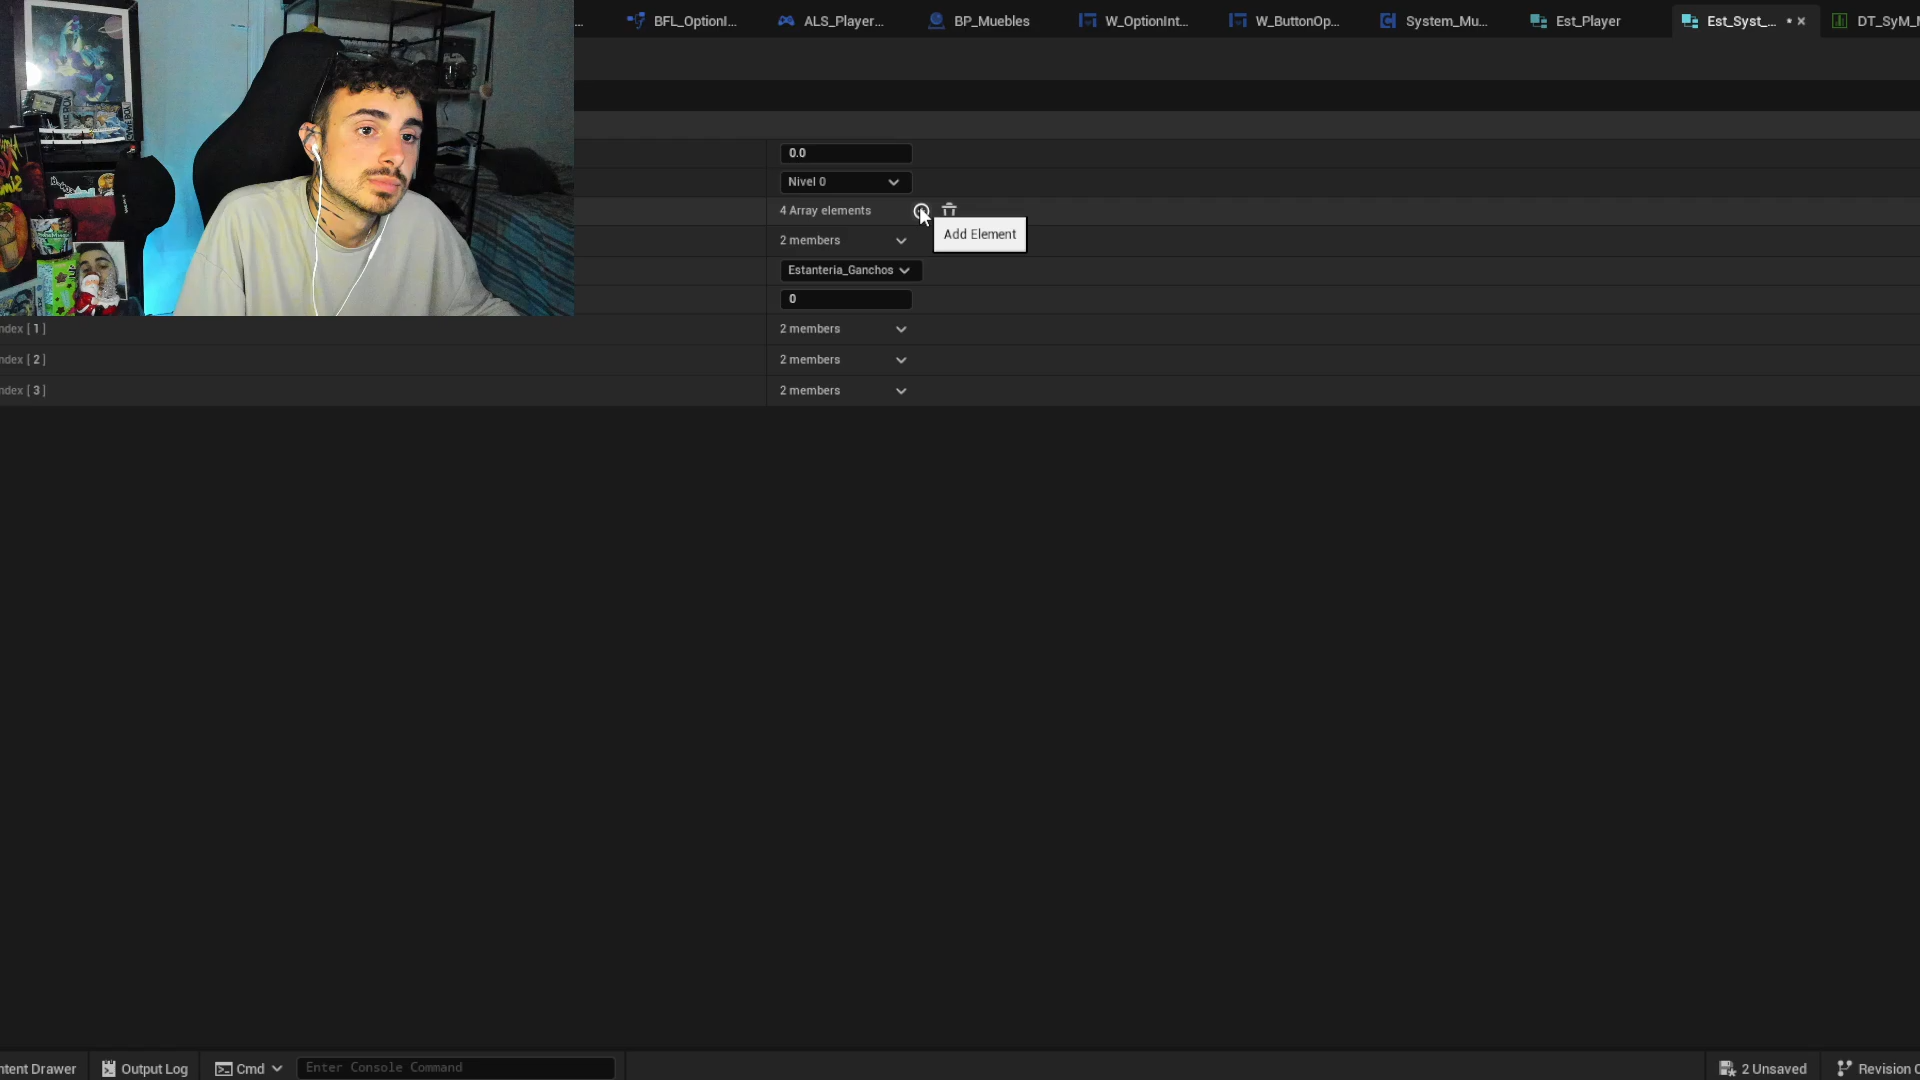 BFL_OptionI...
ALS_Player...
BP_Muebles
W_OptionInt...
W_ButtonOp...
System_Mu...
Est_Player
Est_Syst_...
DT_SyM_
0.0
Nivel 0
4 Array elements
Add Element
2 members
Estanteria_Ganchos
0
ndex [ 1 ]
2 members
ndex [ 2 ]
2 members
ndex [ 3 ]
2 members
ntent Drawer
Output Log
Cmd
Enter Console Command
2 Unsaved
Revision